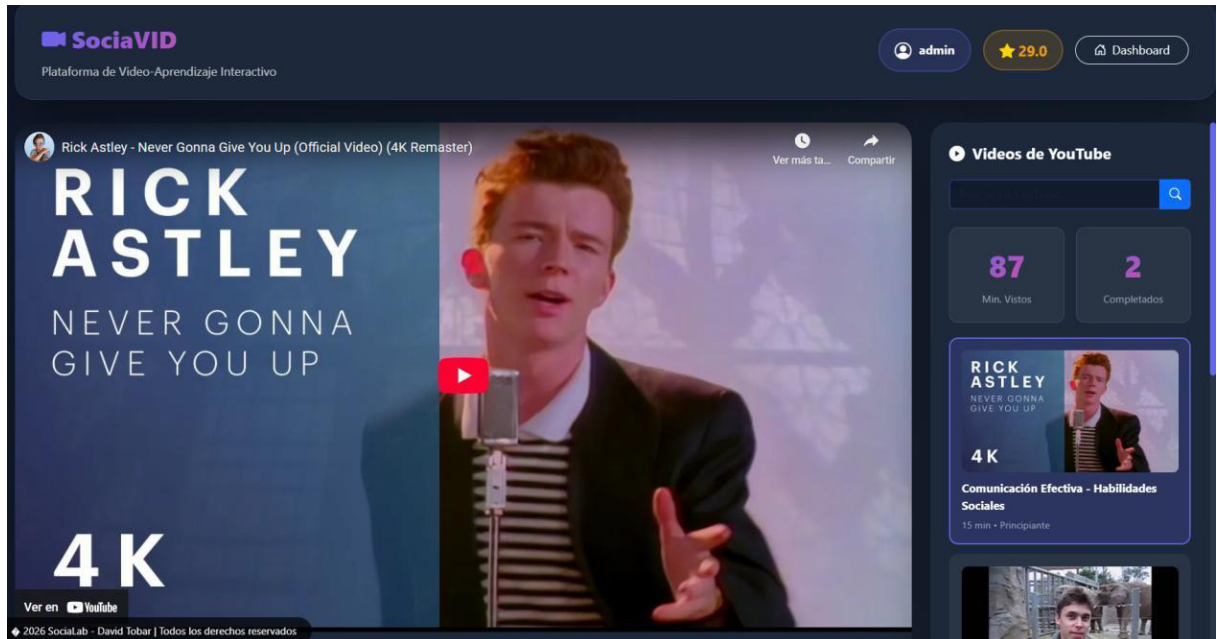 SociaVID
Plataforma de Video-Aprendizaje Interactivo
admin
29.0
Dashboard
Rick Astley - Never Gonna Give You Up (Official Video) (4K Remaster)
Ver más ta...
Compartir
RICK
ASTLEY
NEVER GONNA
GIVE YOU UP
4K
Ver en YouTube
� 2026 SociaLab - David Tobar | Todos los derechos reservados
Videos de YouTube
87
Min. Vistos
2
Completados
RICK
ASTLEY
NEVER GONNA
GIVE YOU UP
4K
Comunicación Efectiva - Habilidades
Sociales
15 min • Principiante